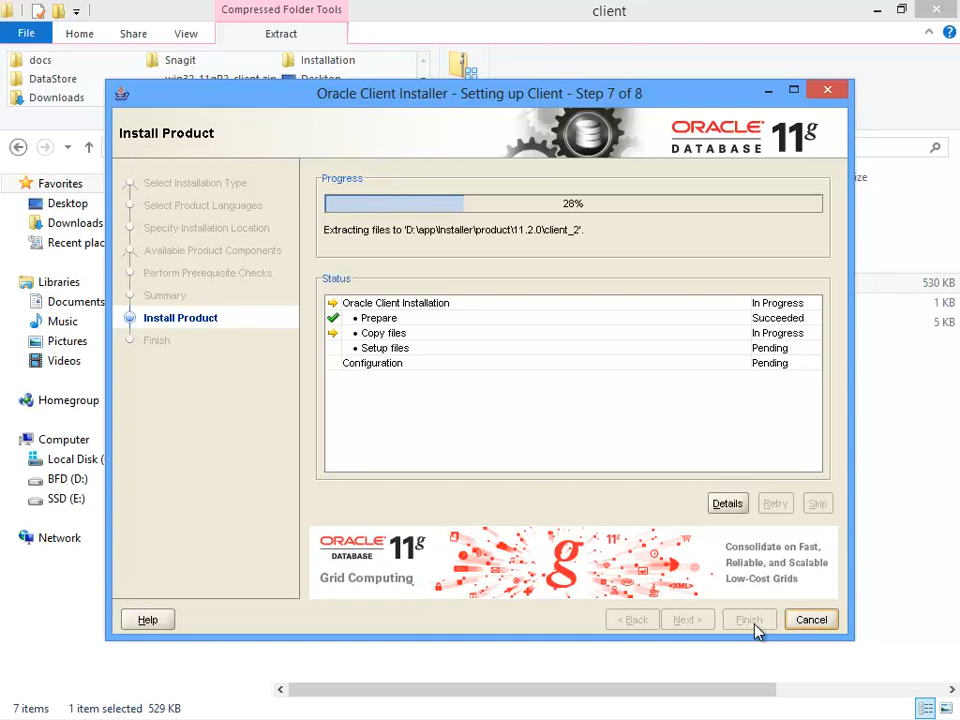 Compressed Folder Tools
client
File
Home
Share
View
Extract
docs
Snagit
Installation
DataStore
win32_11gR2_client.zip
Desktop
Downloads
Oracle Client Installer - Setting up Client - Step 7 of 8
Install Product
ORACLE
DATABASE
11g
Favorites
Desktop
Downloads
Recent plac
Libraries
Documents
Music
Pictures
Videos
Homegroup
Computer
Local Disk (
BFD (D:)
SSD (E:)
Network
Select Installation Type
Select Product Languages
Specify Installation Location
Available Product Components
Perform Prerequisite Checks
Summary
Install Product
Finish
Progress
28%
Extracting files to 'D:\app\Installer\product\11.2.0\client_2'.
Status
Oracle Client Installation In Progress
• Prepare Succeeded
• Copy files In Progress
• Setup files Pending
Configuration Pending
Details
Retry
Skip
ORACLE
DATABASE
11g
Grid Computing
g
11g
<XML>
Consolidate on Fast,
Reliable, and Scalable
Low-Cost Grids
Help
< Back
Next >
Finish
Cancel
530 KB
1 KB
5 KB
7 items
1 item selected 529 KB